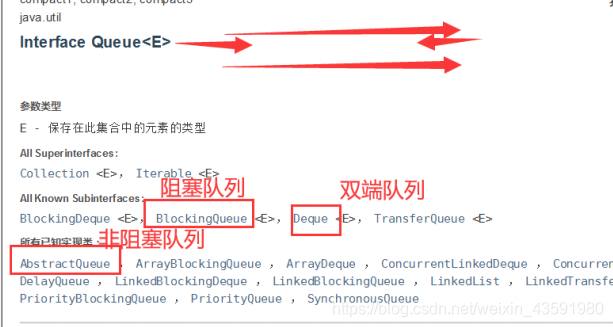 compact1, compact2, compact3
java.util
Interface Queue<E>
参数类型
E - 保存在此集合中的元素的类型
All Superinterfaces:
Collection <E>, Iterable <E>
阻塞队列
双端队列
All Known Subinterfaces:
BlockingDeque <E>, BlockingQueue <E>, Deque <E>, TransferQueue <E>
所有已知实现类:
非阻塞队列
AbstractQueue , ArrayBlockingQueue , ArrayDeque , ConcurrentLinkedDeque , Concurren
DelayQueue , LinkedBlockingDeque , LinkedBlockingQueue , LinkedList , LinkedTransfe
PriorityBlockingQueue , PriorityQueue , SynchronousQueue
https://blog.csdn.net/weixin_43591980